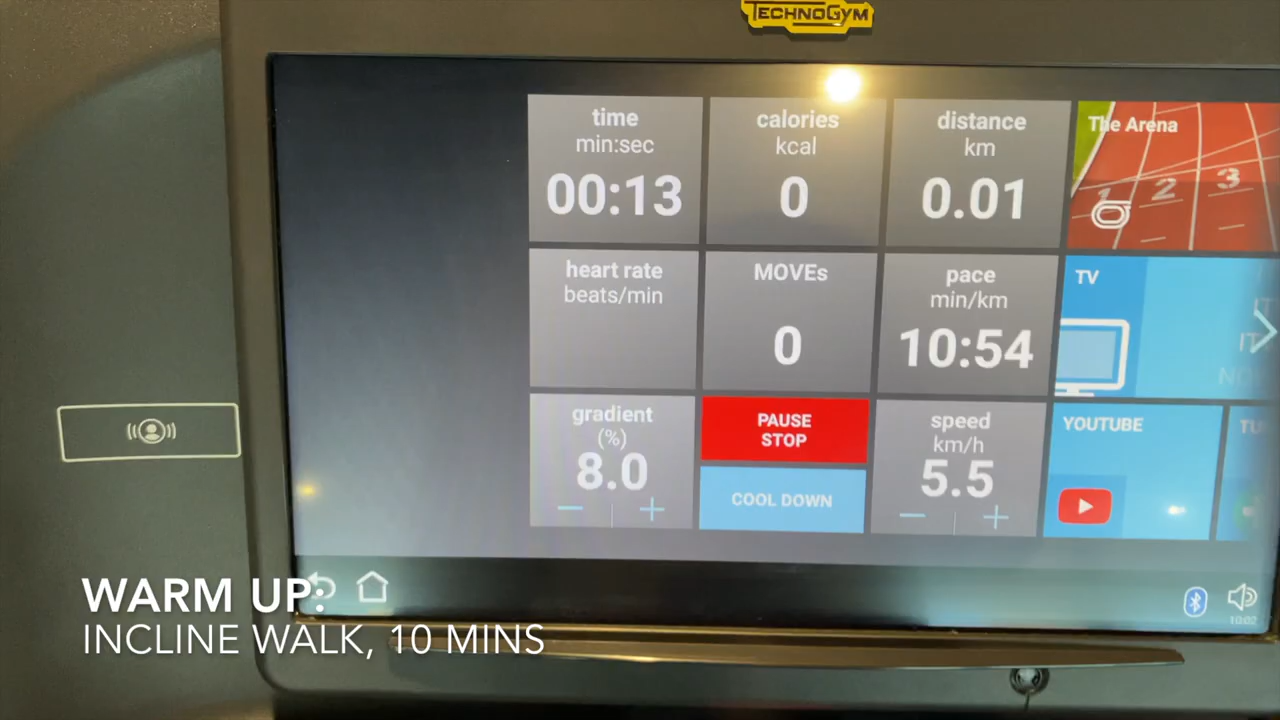 TECHNOGYM
time
min:sec
00:13
calories
kcal
0
distance
km
0.01
The Arena
1 2 3
heart rate
beats/min
MOVEs
0
pace
min/km
10:54
TV
gradient
(%)
8.0
PAUSE
STOP
COOL DOWN
speed
km/h
5.5
YOUTUBE
10:02
WARM UP:
INCLINE WALK, 10 MINS